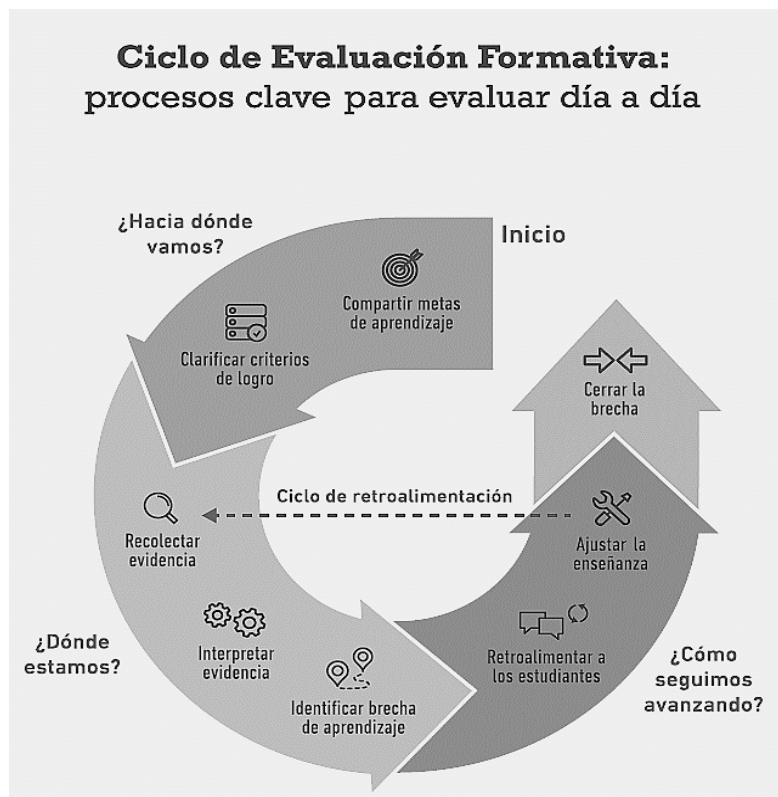 Ciclo de Evaluación Formativa:
procesos clave para evaluar día a día
¿Hacia dónde
vamos?
Inicio
Compartir metas
de aprendizaje
Clarificar criterios
de logro
Cerrar la
brecha
Ciclo de retroalimentación
Recolectar
evidencia
Ajustar la
enseñanza
¿Dónde
estamos?
Interpretar
evidencia
Identificar brecha
de aprendizaje
Retroalimentar a
los estudiantes
¿Cómo
seguimos
avanzando?